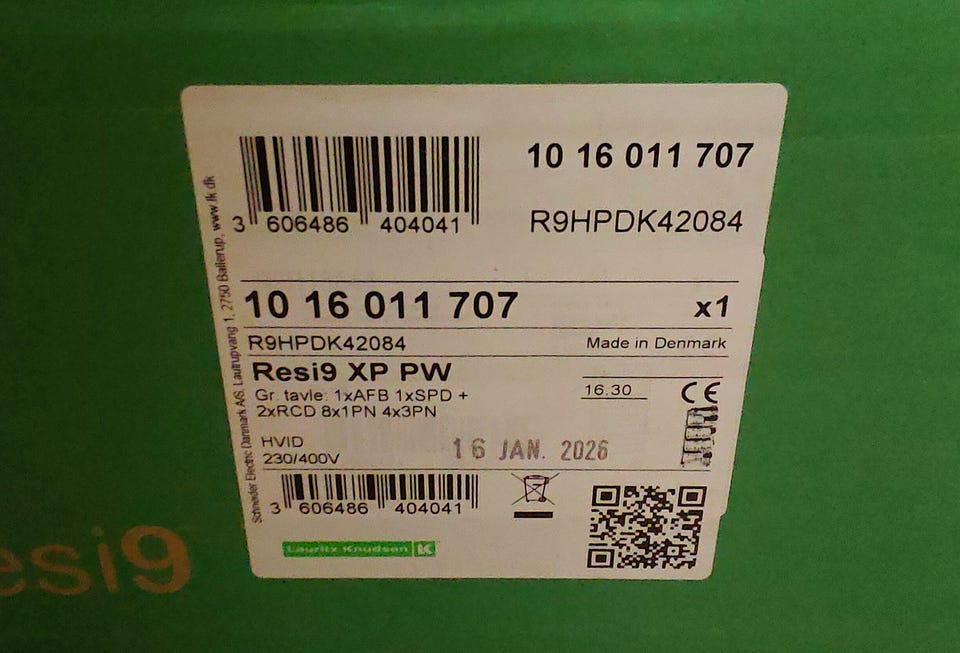 3 606486 404041
10 16 011 707
R9HPDK42084
Schneider Electric Danmark A/S. Lautrupvang 1, 2750 Ballerup, www.lk.dk
10 16 011 707
x1
R9HPDK42084
Made in Denmark
Resi9 XP PW
Gr. tavle: 1xAFB 1xSPD +
2xRCD 8x1PN 4x3PN
16.30
CE
HVID
230/400V
16 JAN. 2026
3 606486 404041
Lauritz Knudsen
esi9